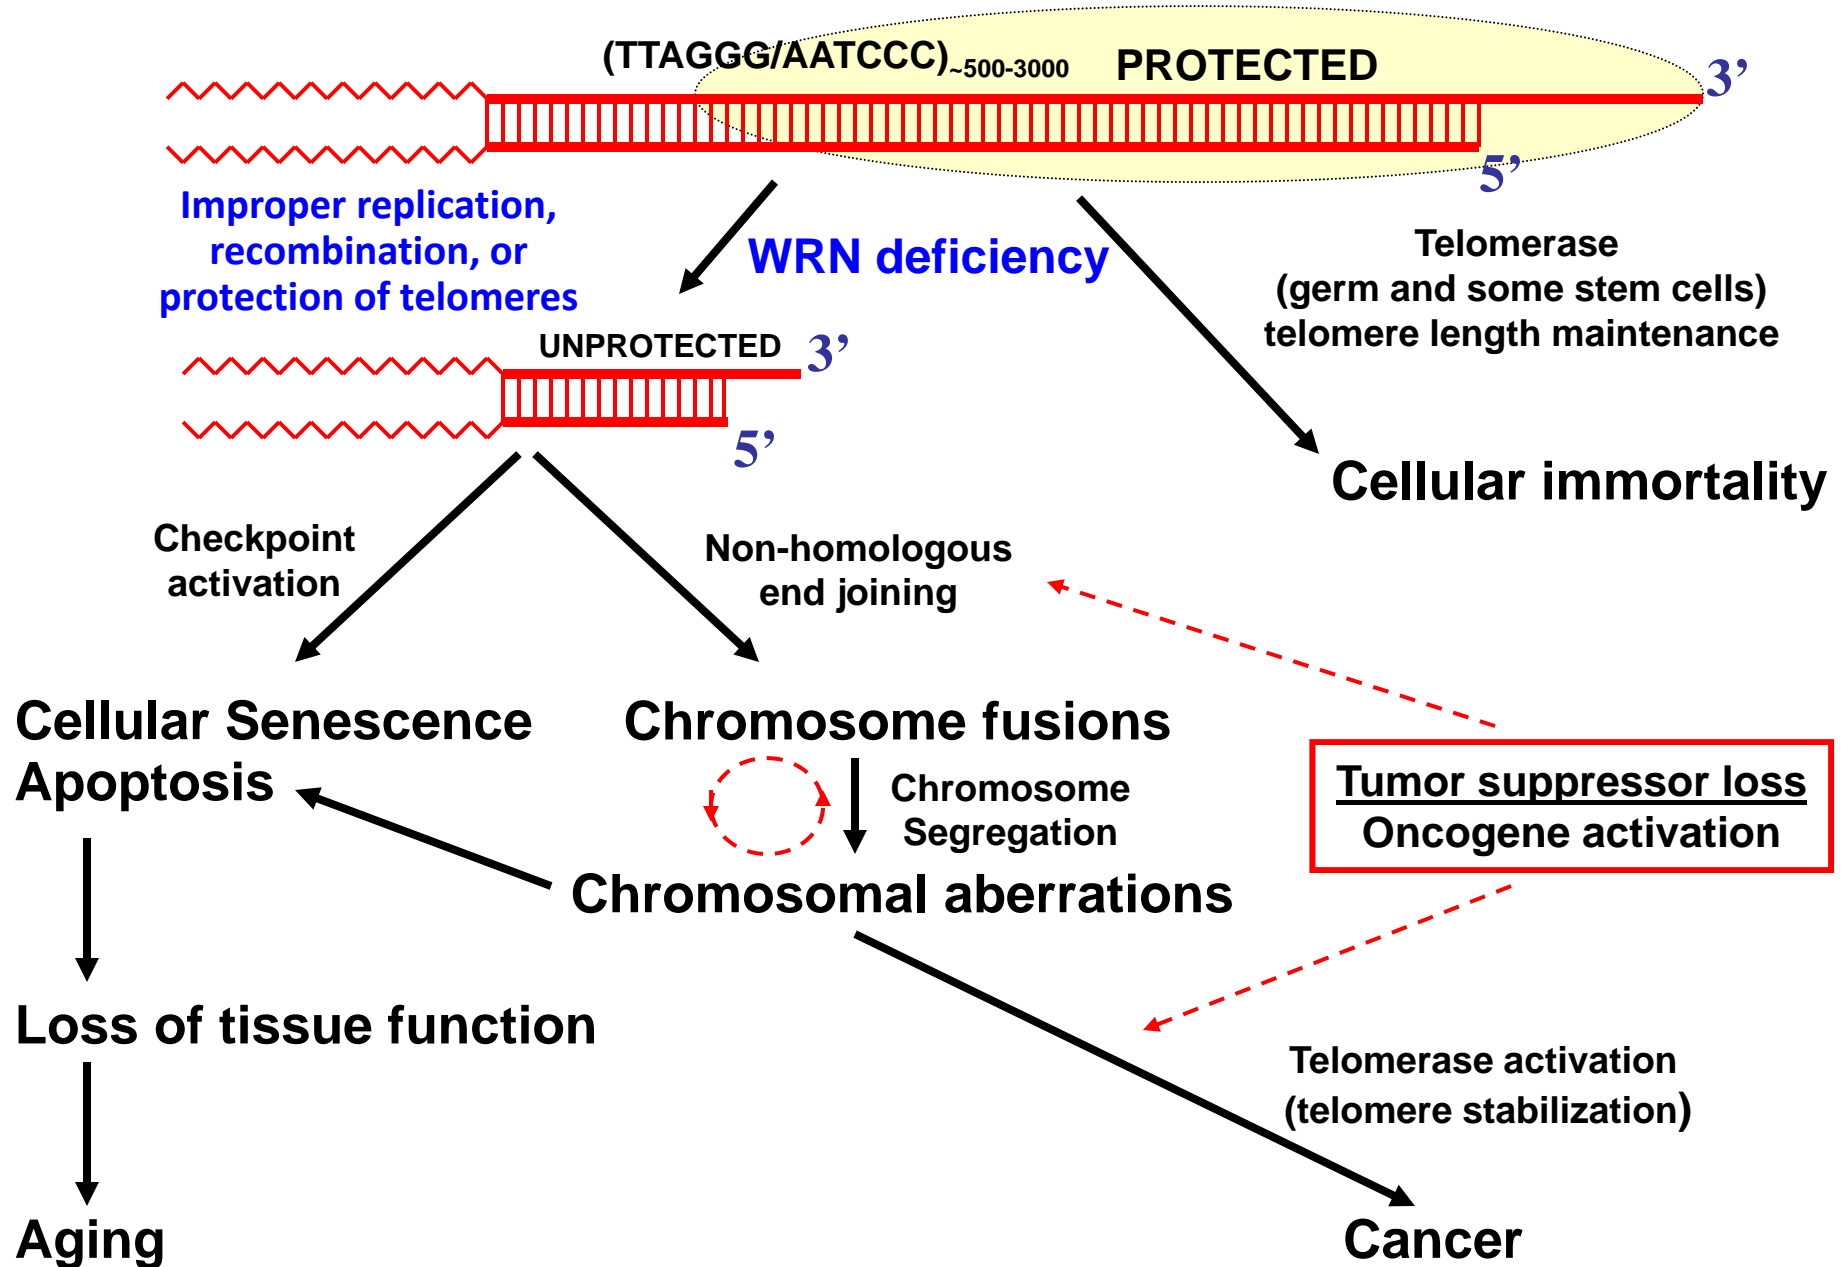 (TTAGGG/AATCCC)~500-3000 PROTECTED
3’
5’
Improper replication,
recombination, or
protection of telomeres
WRN deficiency
Telomerase
(germ and some stem cells)
telomere length maintenance
UNPROTECTED
3’
5’
Cellular immortality
Checkpoint
activation
Non-homologous
end joining
Cellular Senescence
Apoptosis
Chromosome fusions
Chromosome
Segregation
Tumor suppressor loss
Oncogene activation
Chromosomal aberrations
Loss of tissue function
Telomerase activation
(telomere stabilization)
Aging
Cancer